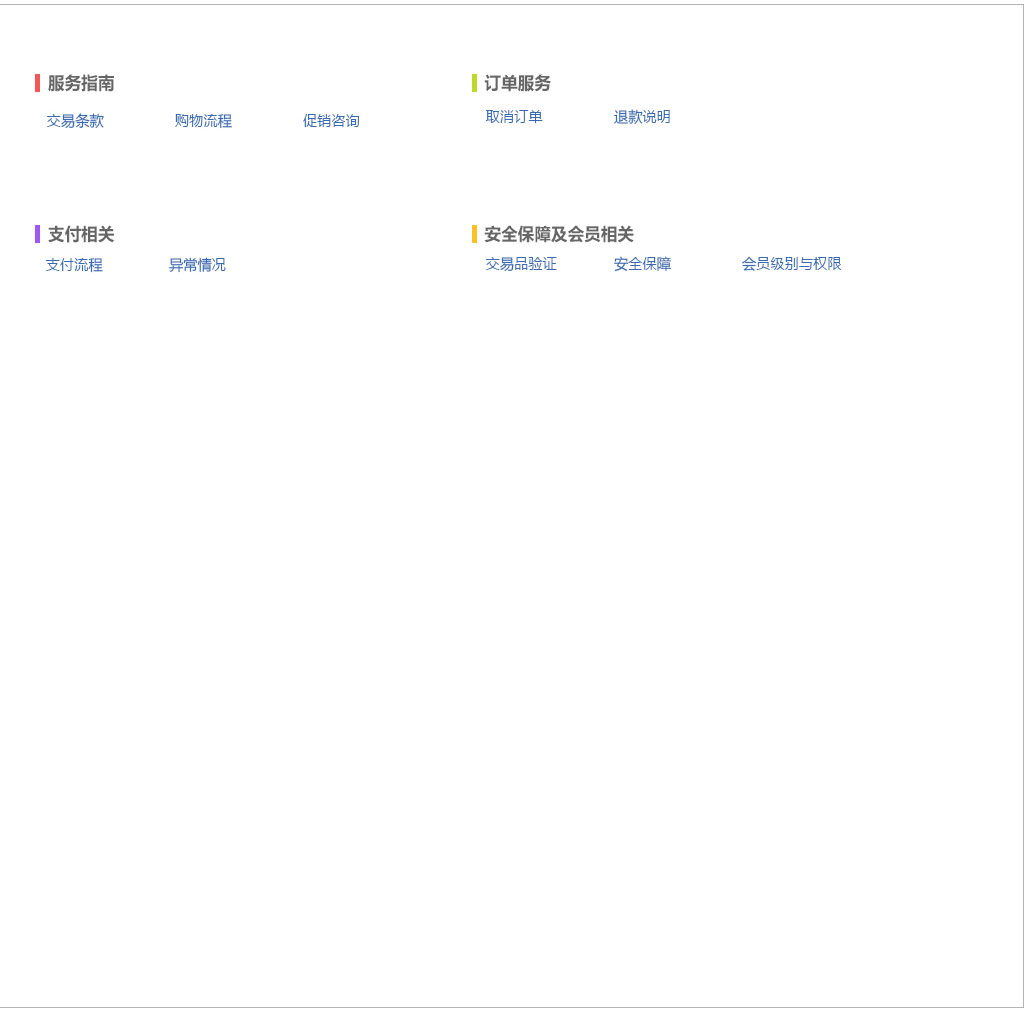 服务指南
交易条款 购物流程 促销咨询
订单服务
取消订单 退款说明
支付相关
支付流程 异常情况
安全保障及会员相关
交易品验证 安全保障 会员级别与权限